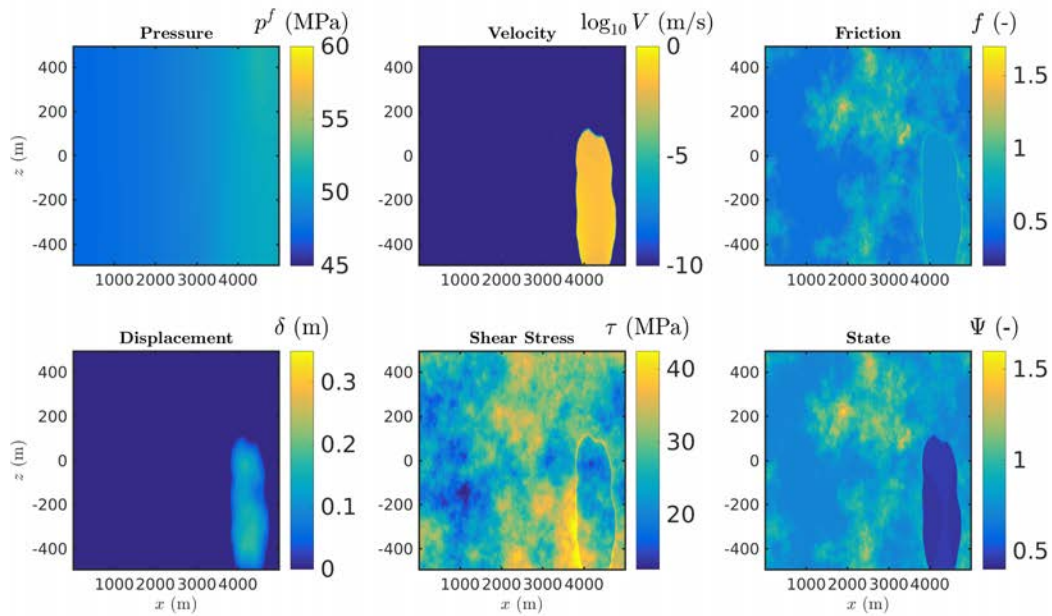 Pressure
p^f (MPa)
400
200
0
-200
-400
z (m)
1000 2000 3000 4000
60
55
50
45
Velocity
log₁₀ V (m/s)
400
200
0
-200
-400
1000 2000 3000 4000
0
-5
-10
Friction
f (-)
400
200
0
-200
-400
1000 2000 3000 4000
1.5
1
0.5
Displacement
δ (m)
400
200
0
-200
-400
z (m)
1000 2000 3000 4000
x (m)
0.3
0.2
0.1
0
Shear Stress
τ (MPa)
400
200
0
-200
-400
1000 2000 3000 4000
x (m)
40
30
20
State
Ψ (-)
400
200
0
-200
-400
1000 2000 3000 4000
x (m)
1.5
1
0.5